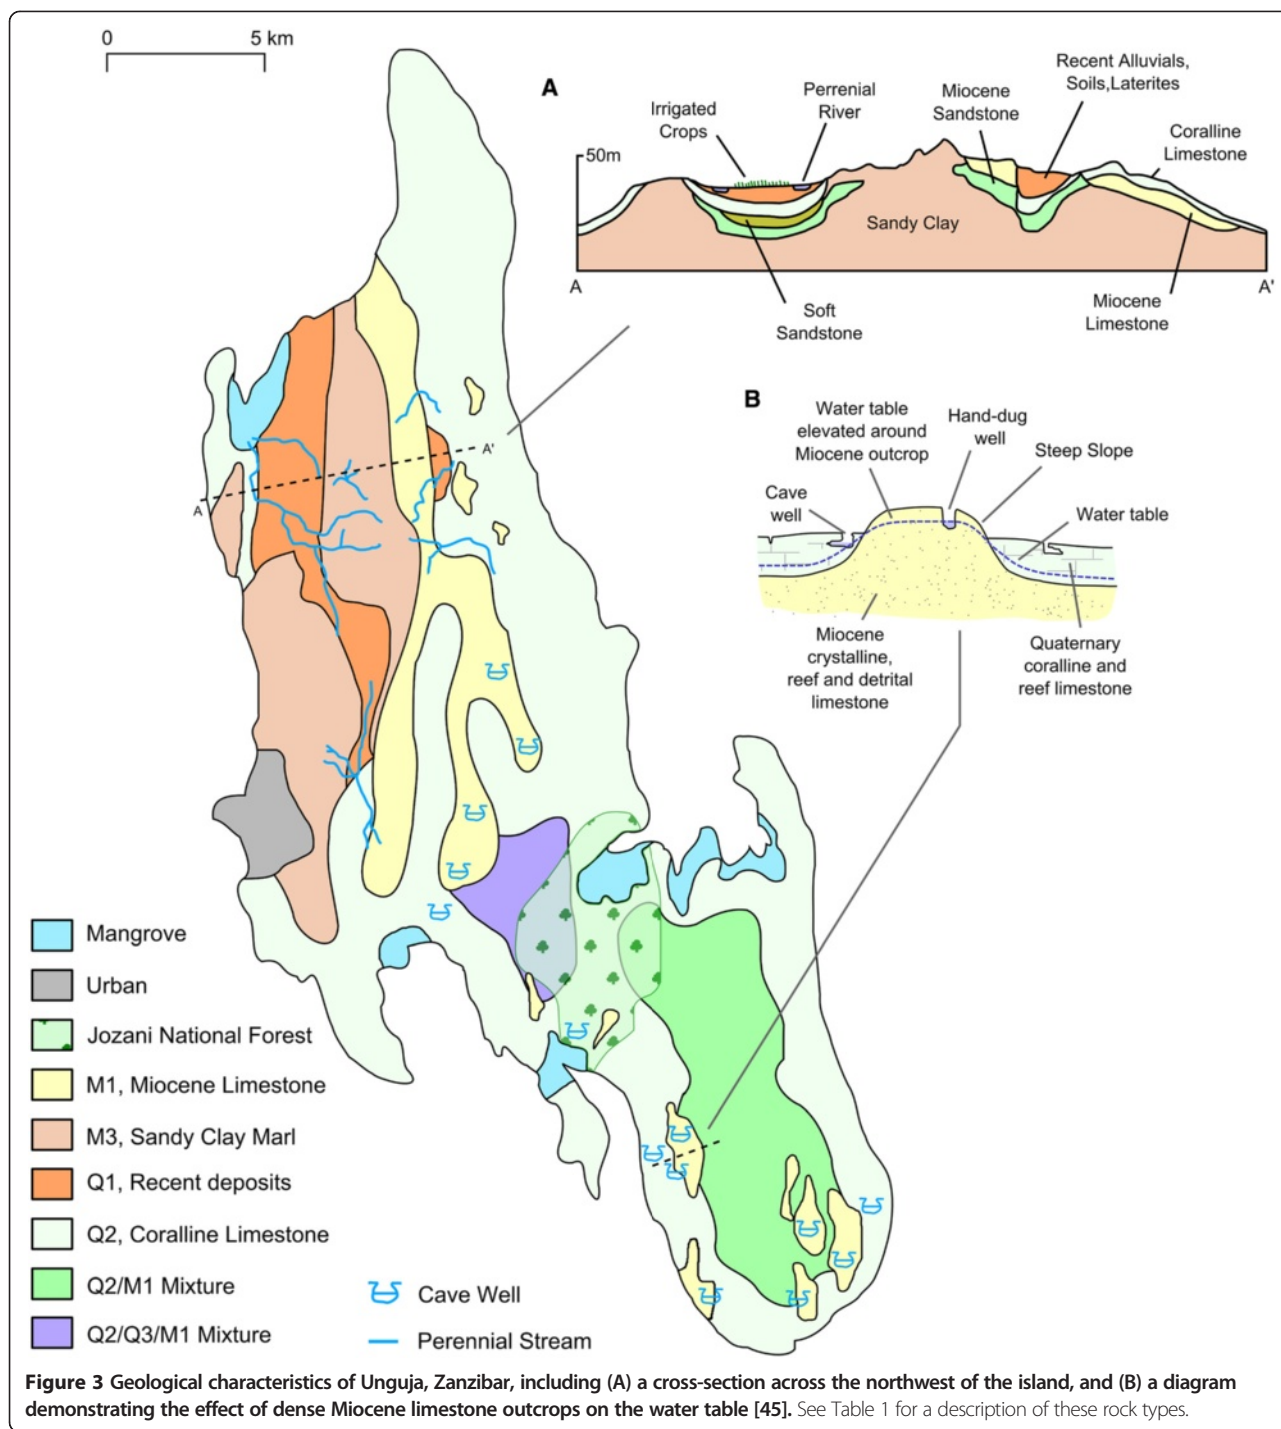 0
5 km
A
Irrigated
Crops
Perrenial
River
Miocene
Sandstone
Recent Alluvials,
Soils,Laterites
Coralline
Limestone
50m
Sandy Clay
A
A'
Soft
Sandstone
Miocene
Limestone
A'
A
B
Water table
elevated around
Miocene outcrop
Hand-dug
well
Steep Slope
Cave
well
Water table
Miocene
crystalline,
reef and detrital
limestone
Quaternary
coralline and
reef limestone
Mangrove
Urban
Jozani National Forest
M1, Miocene Limestone
M3, Sandy Clay Marl
Q1, Recent deposits
Q2, Coralline Limestone
Q2/M1 Mixture
Q2/Q3/M1 Mixture
Cave Well
Perennial Stream
Figure 3 Geological characteristics of Unguja, Zanzibar, including (A) a cross-section across the northwest of the island, and (B) a diagram
demonstrating the effect of dense Miocene limestone outcrops on the water table [45]. See Table 1 for a description of these rock types.